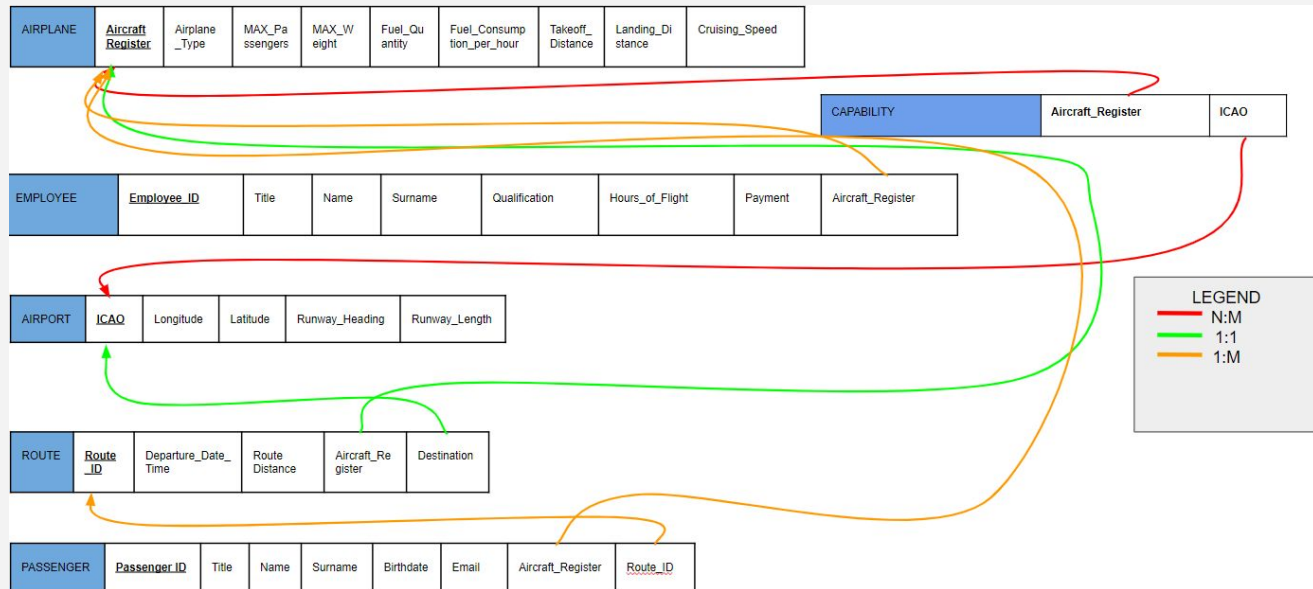 AIRPLANE
Aircraft
Register
Airplane
_Type
MAX_Pa
ssengers
MAX_W
eight
Fuel_Qu
antity
Fuel_Consump
tion_per_hour
Takeoff_
Distance
Landing_Di
stance
Cruising_Speed
CAPABILITY
Aircraft_Register
ICAO
EMPLOYEE
Employee_ID
Title
Name
Surname
Qualification
Hours_of_Flight
Payment
Aircraft_Register
AIRPORT
ICAO
Longitude
Latitude
Runway_Heading
Runway_Length
LEGEND
N:M
1:1
1:M
ROUTE
Route
_ID
Departure_Date_
Time
Route
Distance
Aircraft_Re
gister
Destination
PASSENGER
Passenger ID
Title
Name
Surname
Birthdate
Email
Aircraft_Register
Route_ID